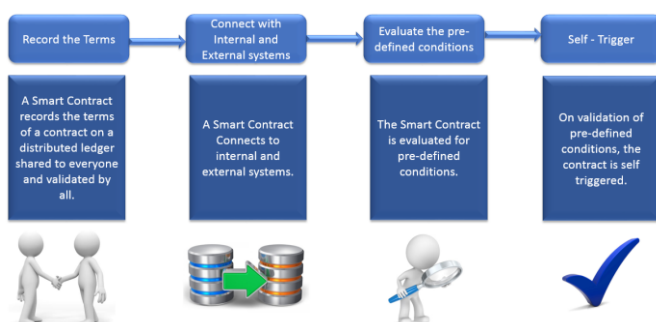 Record the Terms
Connect with
Internal and
External systems
Evaluate the pre-
defined conditions
Self - Trigger
A Smart Contract
records the terms
of a contract on a
distributed ledger
shared to everyone
and validated by
all.
A Smart Contract
Connects to
internal and
external systems.
The Smart Contract
is evaluated for
pre-defined
conditions.
On validation of
pre-defined
conditions, the
contract is self
triggered.